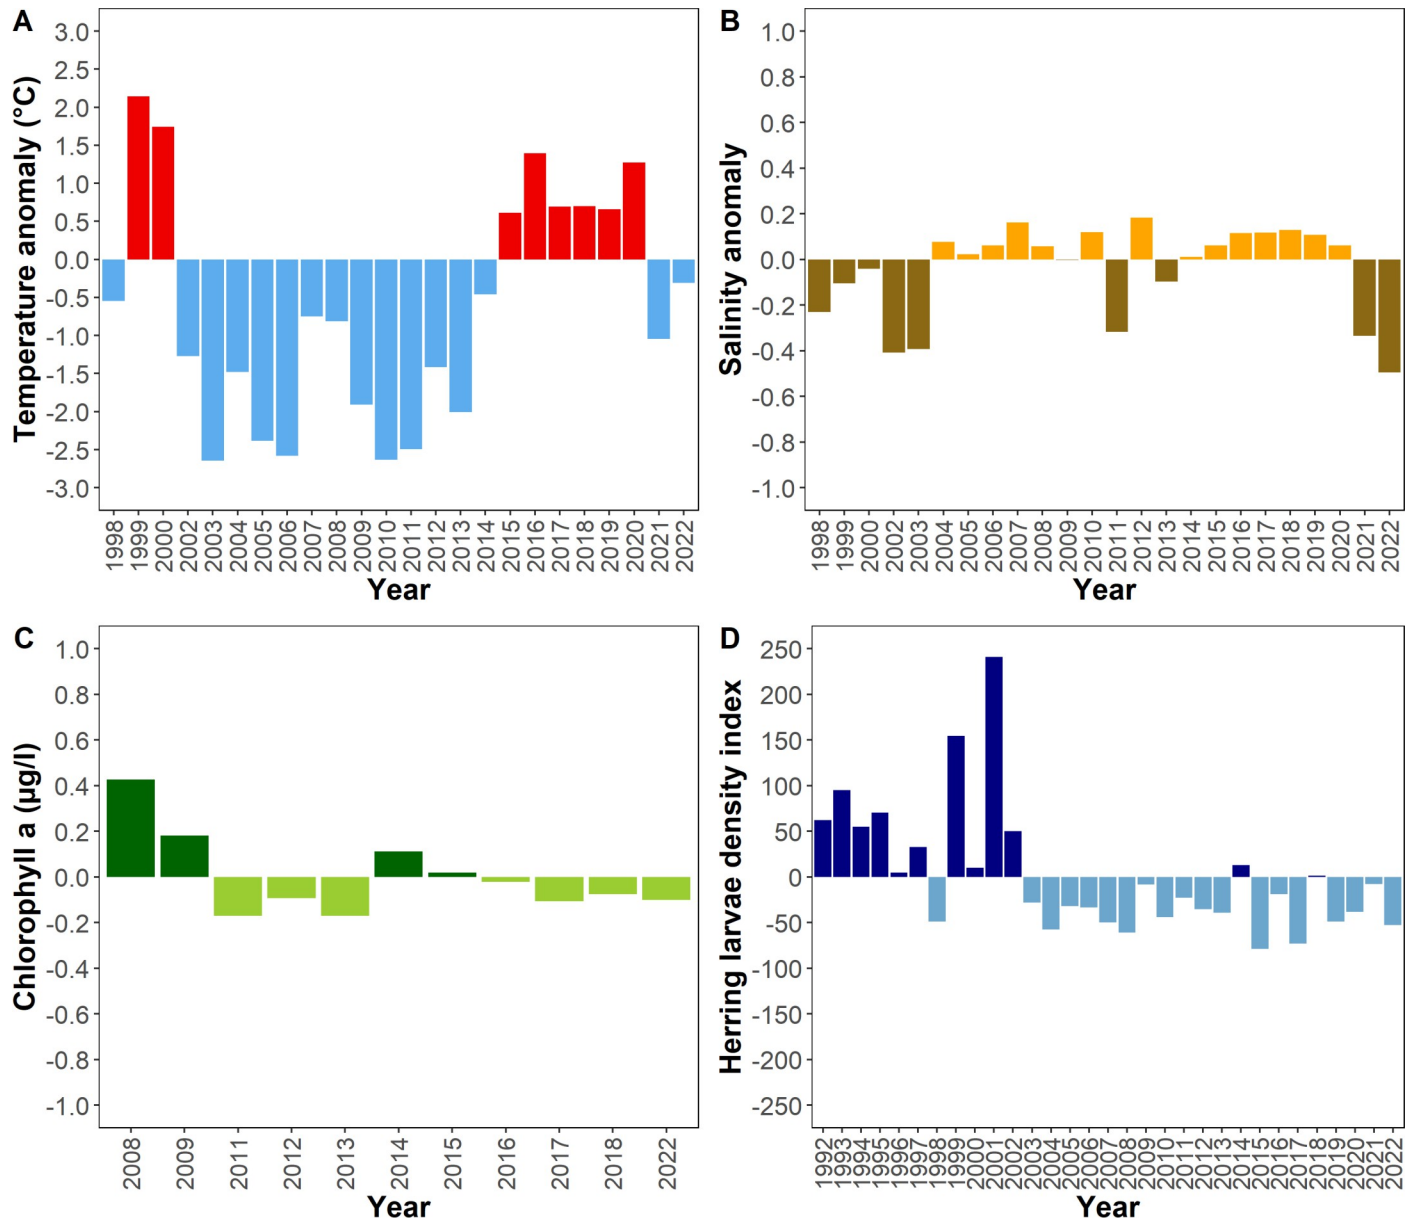 A
Temperature anomaly (°C)
3.0
2.5
2.0
1.5
1.0
0.5
0.0
-0.5
-1.0
-1.5
-2.0
-2.5
-3.0
1998 1999 2000 2002 2003 2004 2005 2006 2007 2008 2009 2010 2011 2012 2013 2014 2015 2016 2017 2018 2019 2020 2021 2022
Year
B
Salinity anomaly
1.0
0.8
0.6
0.4
0.2
0.0
-0.2
-0.4
-0.6
-0.8
-1.0
1998 1999 2000 2002 2003 2004 2005 2006 2007 2008 2009 2010 2011 2012 2013 2014 2015 2016 2017 2018 2019 2020 2021 2022
Year
C
Chlorophyll a (µg/l)
1.0
0.8
0.6
0.4
0.2
0.0
-0.2
-0.4
-0.6
-0.8
-1.0
2008 2009 2011 2012 2013 2014 2015 2016 2017 2018 2022
Year
D
Herring larvae density index
250
200
150
100
50
0
-50
-100
-150
-200
-250
1992 1993 1994 1995 1996 1997 1998 1999 2000 2001 2002 2003 2004 2005 2006 2007 2008 2009 2010 2011 2012 2013 2014 2015 2016 2017 2018 2019 2020 2021 2022
Year